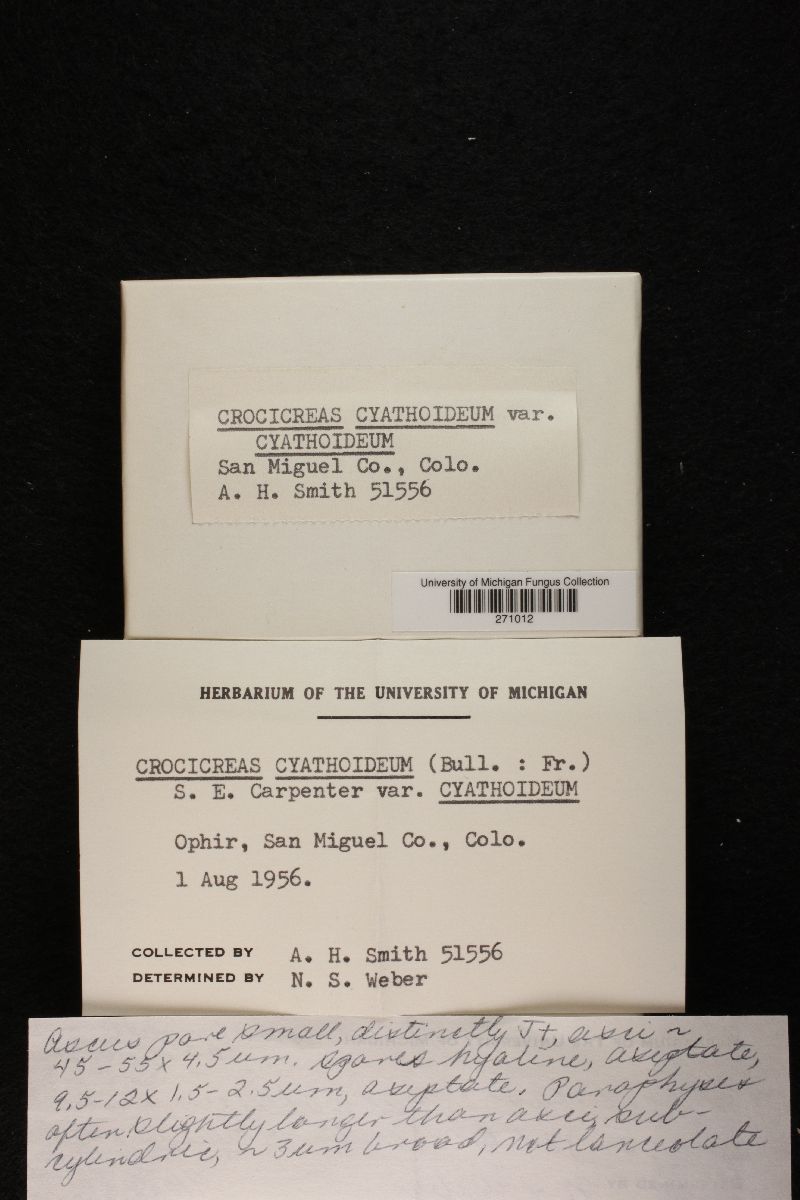 CROCICREAS CYATHOIDEUM var.
CYATHOIDEUM
San Miguel Co., Colo.
A. H. Smith 51556
University of Michigan Fungus Collection
271012
HERBARIUM OF THE UNIVERSITY OF MICHIGAN
CROCICREAS CYATHOIDEUM (Bull. : Fr.)
S. E. Carpenter var. CYATHOIDEUM
Ophir, San Miguel Co., Colo.
1 Aug 1956.
COLLECTED BY A. H. Smith 51556
DETERMINED BY N. S. Weber
Ascus pore small, distinctly J+, asci ~
45-55 x 4.5 um. spores hyaline, aseptate,
9.5-12 x 1.5-2.5 um, aseptate. Paraphyses
often slightly longer than asci, sub-
cylindric, ~ 3 um broad, not lanceolate